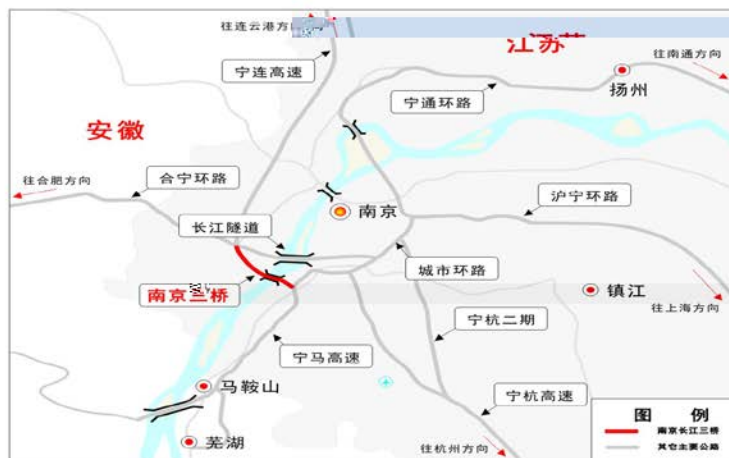 往连云港方向
江苏
宁连高速
往南通方向
扬州
宁通环路
安徽
往合肥方向
合宁环路
沪宁环路
长江隧道
南京
城市环路
南京三桥
镇江
往上海方向
宁杭二期
宁马高速
马鞍山
宁杭高速
芜湖
往杭州方向
图 例
南京长江三桥
其它主要公路